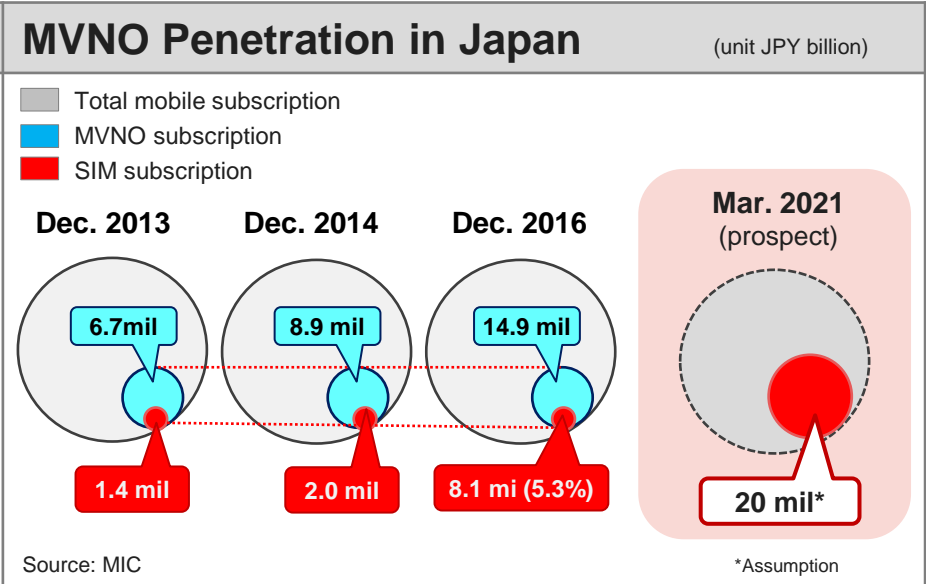 MVNO Penetration in Japan
(unit JPY billion)
Total mobile subscription
MVNO subscription
SIM subscription
Dec. 2013
Dec. 2014
Dec. 2016
Mar. 2021
(prospect)
6.7mil
8.9 mil
14.9 mil
1.4 mil
2.0 mil
8.1 mi (5.3%)
20 mil*
Source: MIC
*Assumption